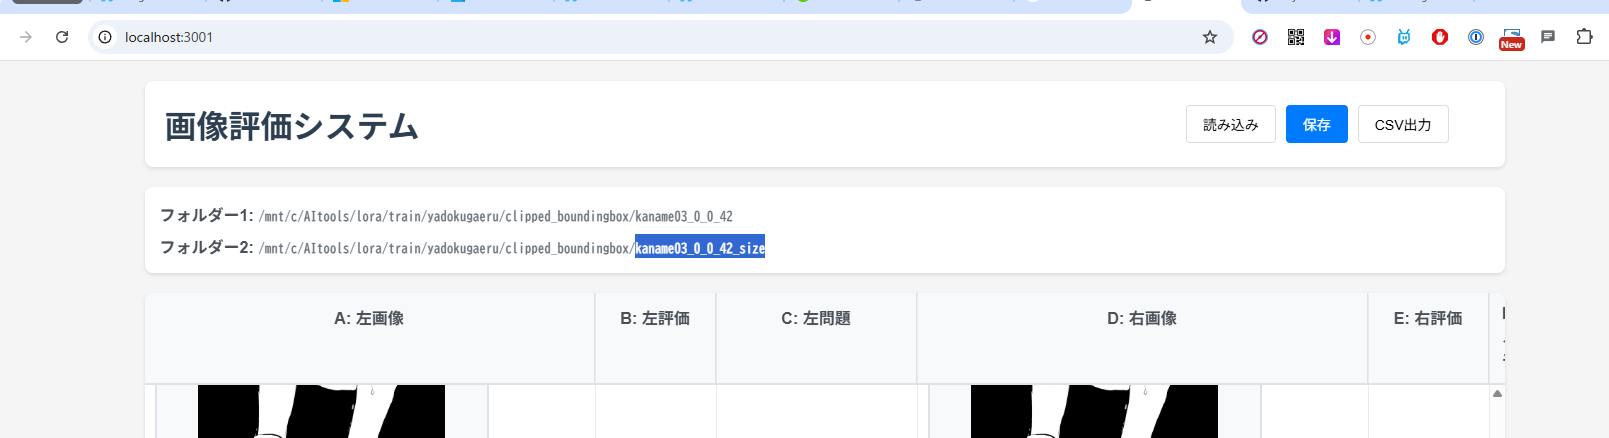 localhost:3001
New
画像評価システム
読み込み
保存
CSV出力
フォルダー1: /mnt/c/AItools/lora/train/yadokugaeru/clipped_boundingbox/kaname03_0_0_42
フォルダー2: /mnt/c/AItools/lora/train/yadokugaeru/clipped_boundingbox/kaname03_0_0_42_size
A: 左画像
B: 左評価
C: 左問題
D: 右画像
E: 右評価